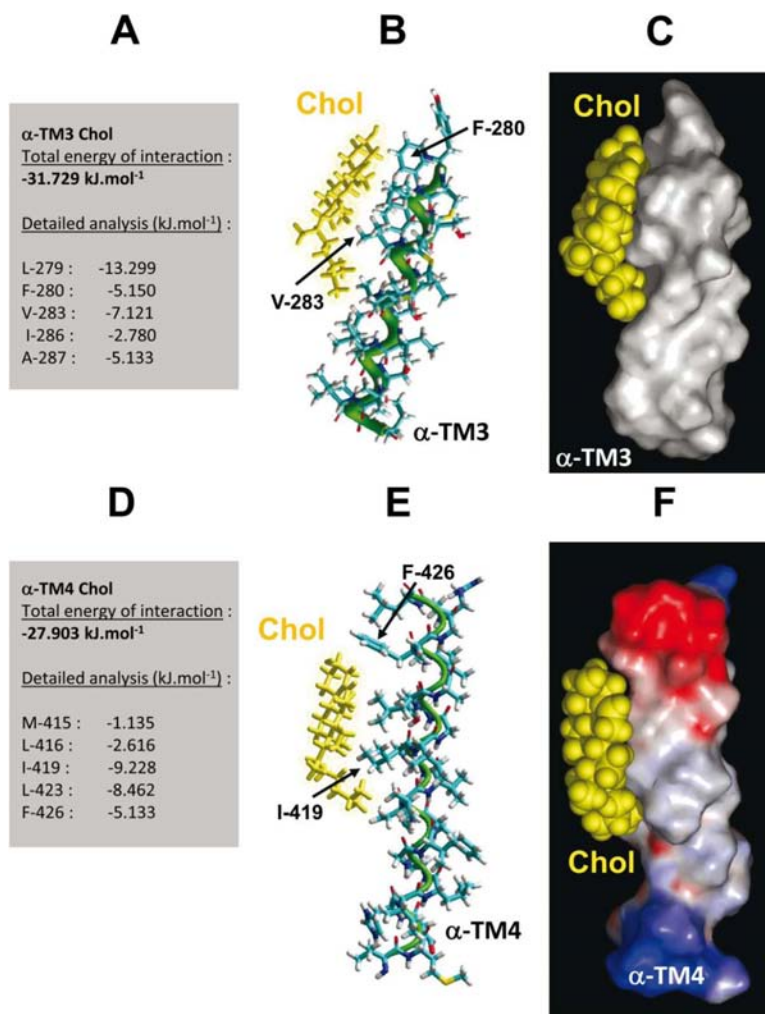 A
B
C
α-TM3 Chol
Total energy of interaction :
-31.729 kJ.mol⁻¹
Detailed analysis (kJ.mol⁻¹) :
L-279 : -13.299
F-280 : -5.150
V-283 : -7.121
I-286 : -2.780
A-287 : -5.133
Chol
F-280
V-283
α-TM3
Chol
α-TM3
D
E
F
α-TM4 Chol
Total energy of interaction :
-27.903 kJ.mol⁻¹
Detailed analysis (kJ.mol⁻¹) :
M-415 : -1.135
L-416 : -2.616
I-419 : -9.228
L-423 : -8.462
F-426 : -5.133
F-426
Chol
I-419
α-TM4
Chol
α-TM4